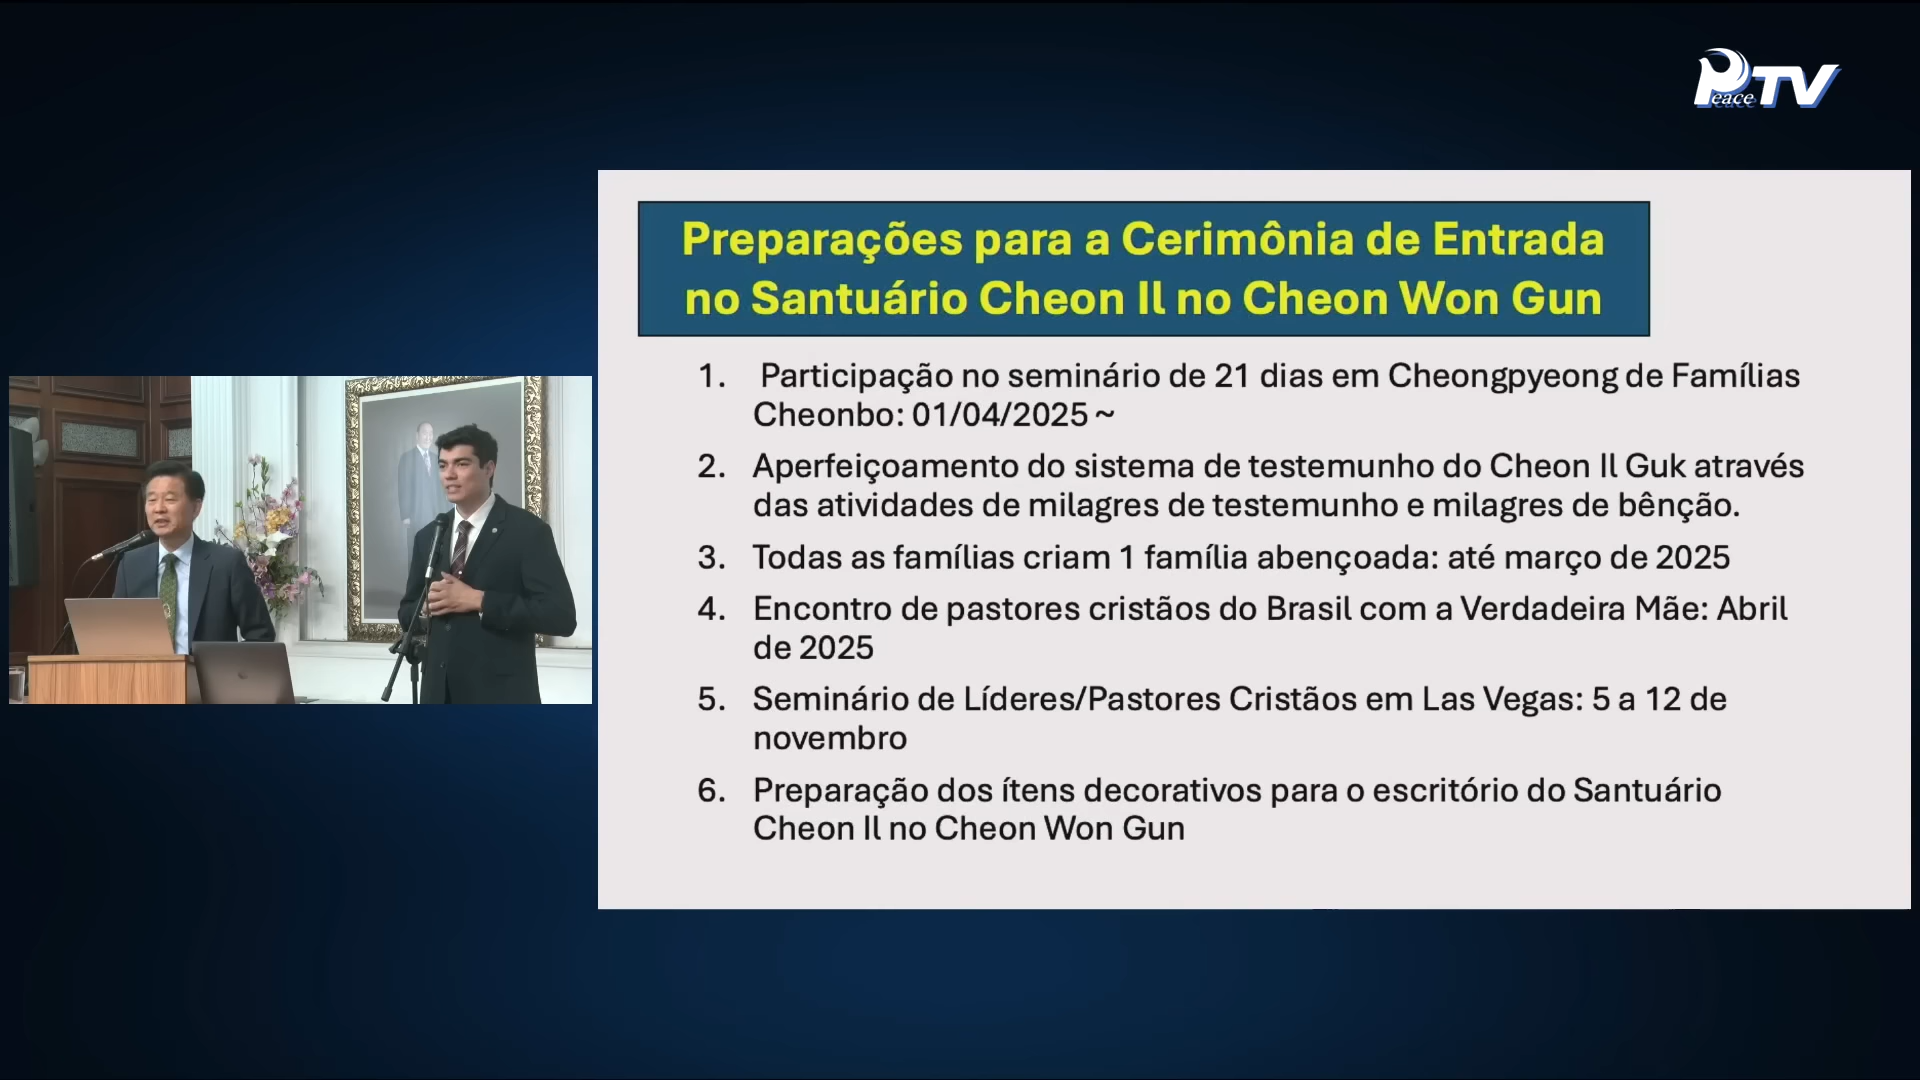 Peace TV
Preparações para a Cerimônia de Entrada
no Santuário Cheon Il no Cheon Won Gun
1. Participação no seminário de 21 dias em Cheongpyeong de Famílias
Cheonbo: 01/04/2025 ~
2. Aperfeiçoamento do sistema de testemunho do Cheon Il Guk através
das atividades de milagres de testemunho e milagres de bênção.
3. Todas as famílias criam 1 família abençoada: até março de 2025
4. Encontro de pastores cristãos do Brasil com a Verdadeira Mãe: Abril
de 2025
5. Seminário de Líderes/Pastores Cristãos em Las Vegas: 5 a 12 de
novembro
6. Preparação dos ítens decorativos para o escritório do Santuário
Cheon Il no Cheon Won Gun